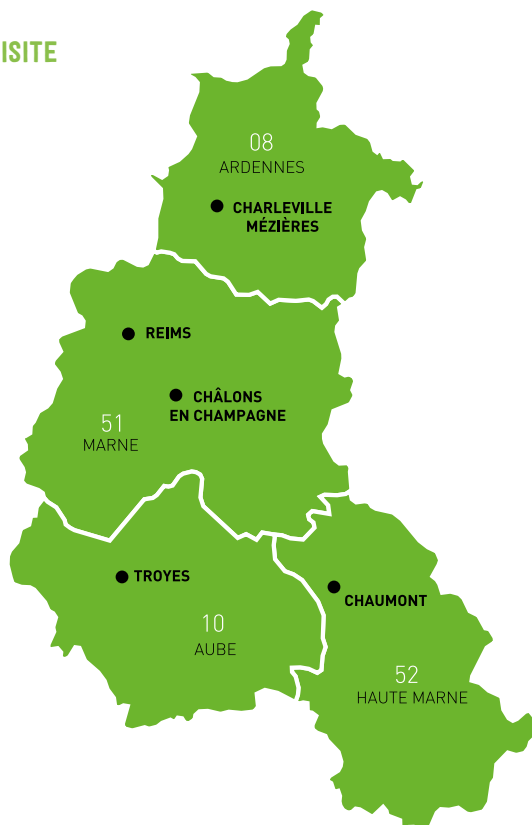 ISITE
08
ARDENNES
CHARLEVILLE
MÉZIÈRES
REIMS
CHÂLONS
EN CHAMPAGNE
51
MARNE
TROYES
CHAUMONT
10
AUBE
52
HAUTE MARNE